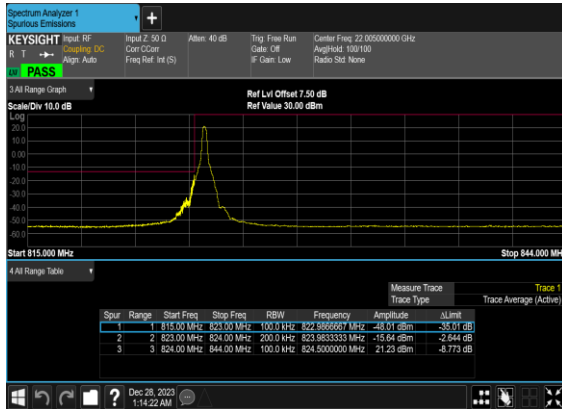 Spectrum Analyzer 1
Spurious Emissions
KEYSIGHT
R T
LV PASS
Input: RF
Coupling: DC
Align: Auto
Input Z: 50 Ω
Corr CCorr
Freq Ref: Int (S)
Atten: 40 dB
Trig: Free Run
Gate: Off
IF Gain: Low
Center Freq: 22.005000000 GHz
Avg|Hold: 100/100
Radio Std: None
3 All Range Graph
Scale/Div 10.0 dB
Ref Lvl Offset 7.50 dB
Ref Value 30.00 dBm
Log
20.0
10.0
0.00
-10.0
-20.0
-30.0
-40.0
-50.0
-60.0
Start 815.000 MHz
Stop 844.000 MH
4 All Range Table
Measure Trace Trace 1
Trace Type Trace Average (Active)
Spur Range Start Freq Stop Freq RBW Frequency Amplitude ΔLimit
1 1 815.00 MHz 823.00 MHz 100.0 kHz 822.9866667 MHz -48.01 dBm -35.01 dB
2 2 823.00 MHz 824.00 MHz 200.0 kHz 823.9833333 MHz -15.64 dBm -2.644 dB
3 3 824.00 MHz 844.00 MHz 100.0 kHz 824.5000000 MHz 21.23 dBm -8.773 dB
?
Dec 28, 2023
1:14:22 AM